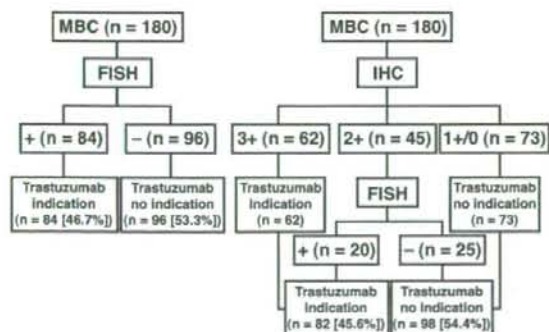 MBC (n = 180)
FISH
+ (n = 84)
− (n = 96)
Trastuzumab
indication
(n = 84 [46.7%])
Trastuzumab
no indication
(n = 96 [53.3%])
MBC (n = 180)
IHC
3+ (n = 62)
2+ (n = 45)
1+/0 (n = 73)
Trastuzumab
indication
(n = 62)
FISH
Trastuzumab
no indication
(n = 73)
+ (n = 20)
− (n = 25)
Trastuzumab
indication
(n = 82 [45.6%])
Trastuzumab
no indication
(n = 98 [54.4%])